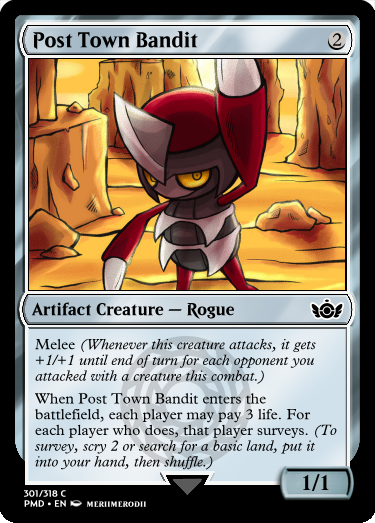 Post Town Bandit 2
Artifact Creature — Rogue
Melee (Whenever this creature attacks, it gets
+1/+1 until end of turn for each opponent you
attacked with a creature this combat.)
When Post Town Bandit enters the
battlefield, each player may pay 3 life. For
each player who does, that player surveys. (To
survey, scry 2 or search for a basic land, put it
into your hand, then shuffle.)
1/1
301/318 C
PMD • EN MERIIMERODII